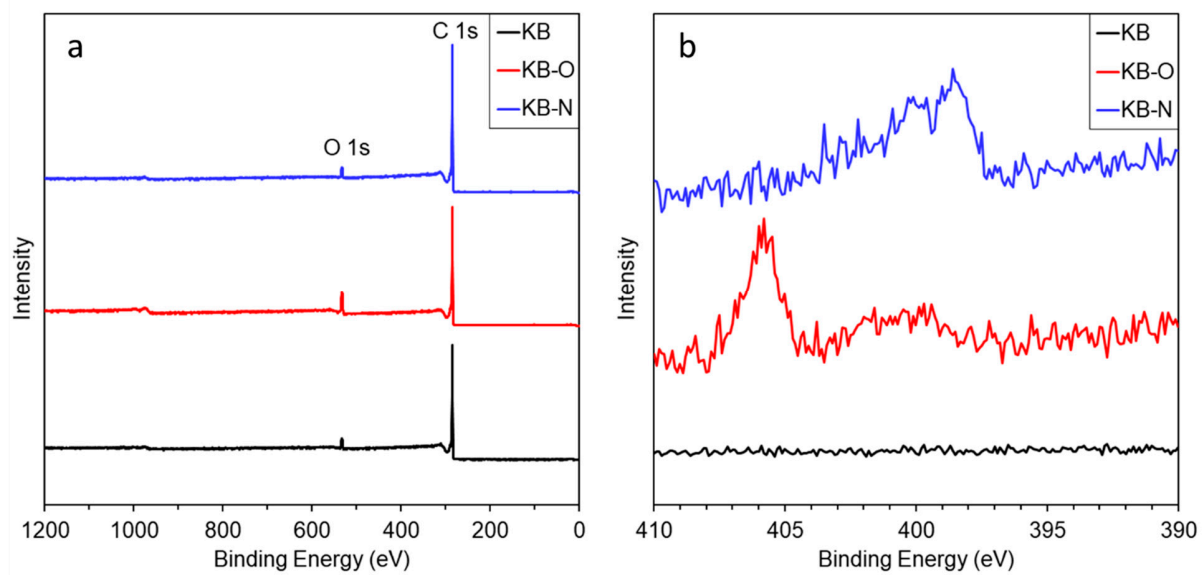 a
C 1s
O 1s
KB
KB-O
KB-N
Intensity
1200 1000 800 600 400 200 0
Binding Energy (eV)
b
KB
KB-O
KB-N
Intensity
410 405 400 395 390
Binding Energy (eV)